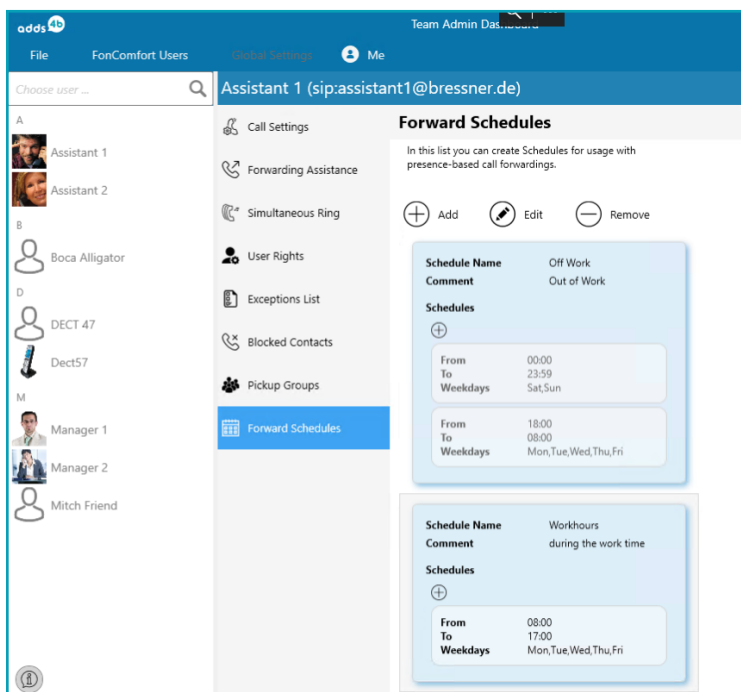 adds 4b
Team Admin Dashboard
File FonComfort Users Global Settings Me
Choose user ...
Assistant 1 (sip:assistant1@bressner.de)
A
Assistant 1
Assistant 2
B
Boca Alligator
D
DECT 47
Dect57
M
Manager 1
Manager 2
Mitch Friend
Call Settings
Forwarding Assistance
Simultaneous Ring
User Rights
Exceptions List
Blocked Contacts
Pickup Groups
Forward Schedules
Forward Schedules
In this list you can create Schedules for usage with
presence-based call forwardings.
Add Edit Remove
Schedule Name Off Work
Comment Out of Work
Schedules
From 00:00
To 23:59
Weekdays Sat,Sun
From 18:00
To 08:00
Weekdays Mon,Tue,Wed,Thu,Fri
Schedule Name Workhours
Comment during the work time
Schedules
From 08:00
To 17:00
Weekdays Mon,Tue,Wed,Thu,Fri